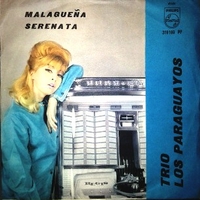 MALAGUEÑA
SERENATA
PHILIPS
TRIO
LOS PARAGUAYOS